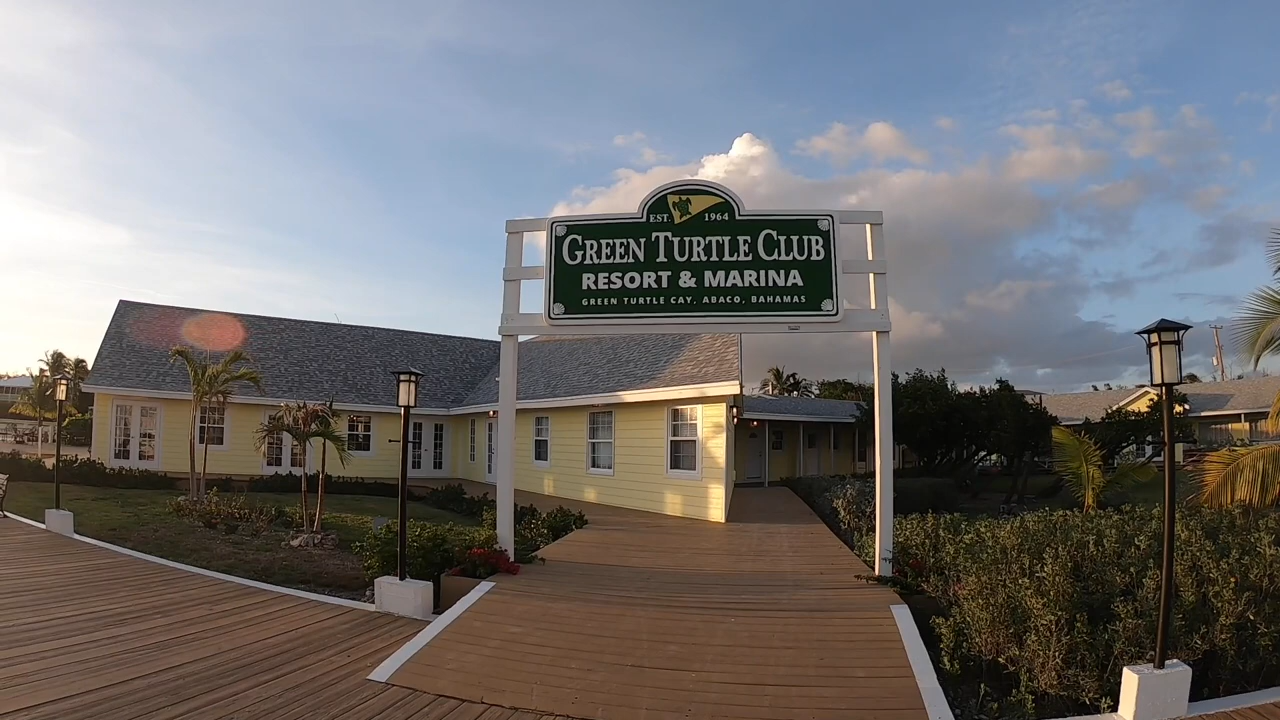 EST. 1964
GREEN TURTLE CLUB
RESORT & MARINA
GREEN TURTLE CAY, ABACO, BAHAMAS